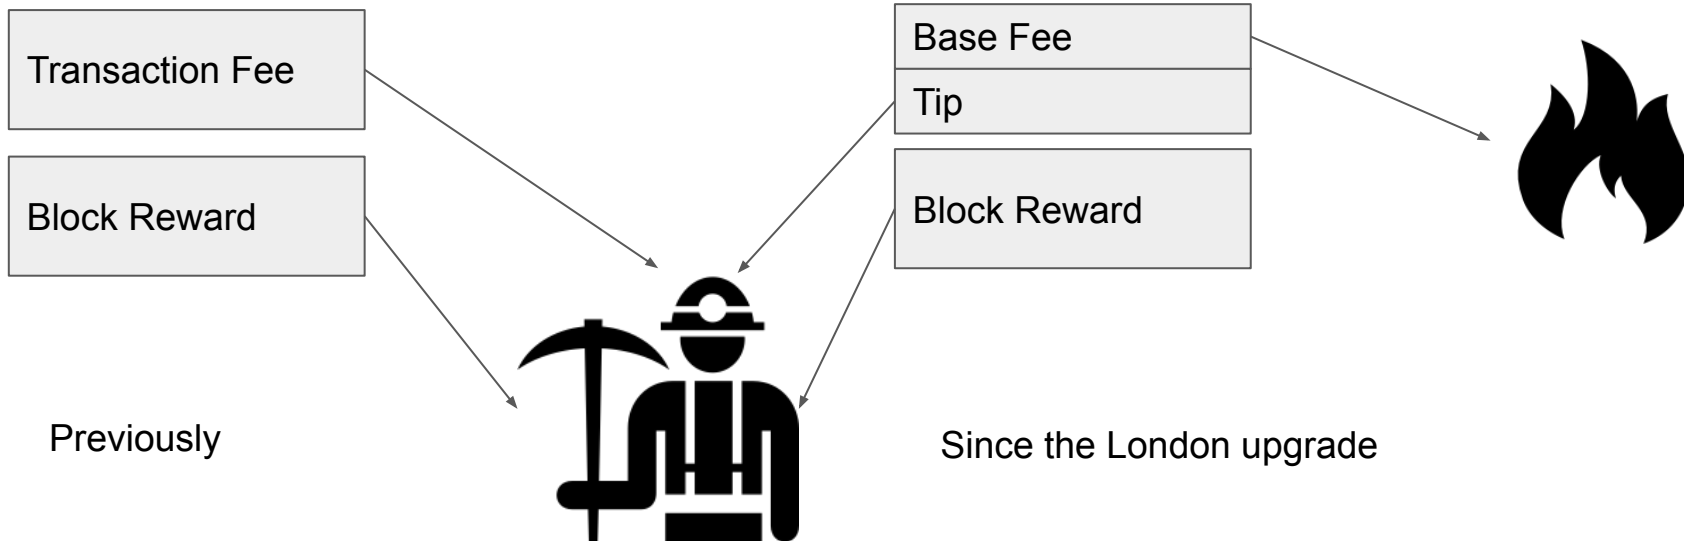 Transaction Fee
Block Reward
Previously
Base Fee
Tip
Block Reward
Since the London upgrade